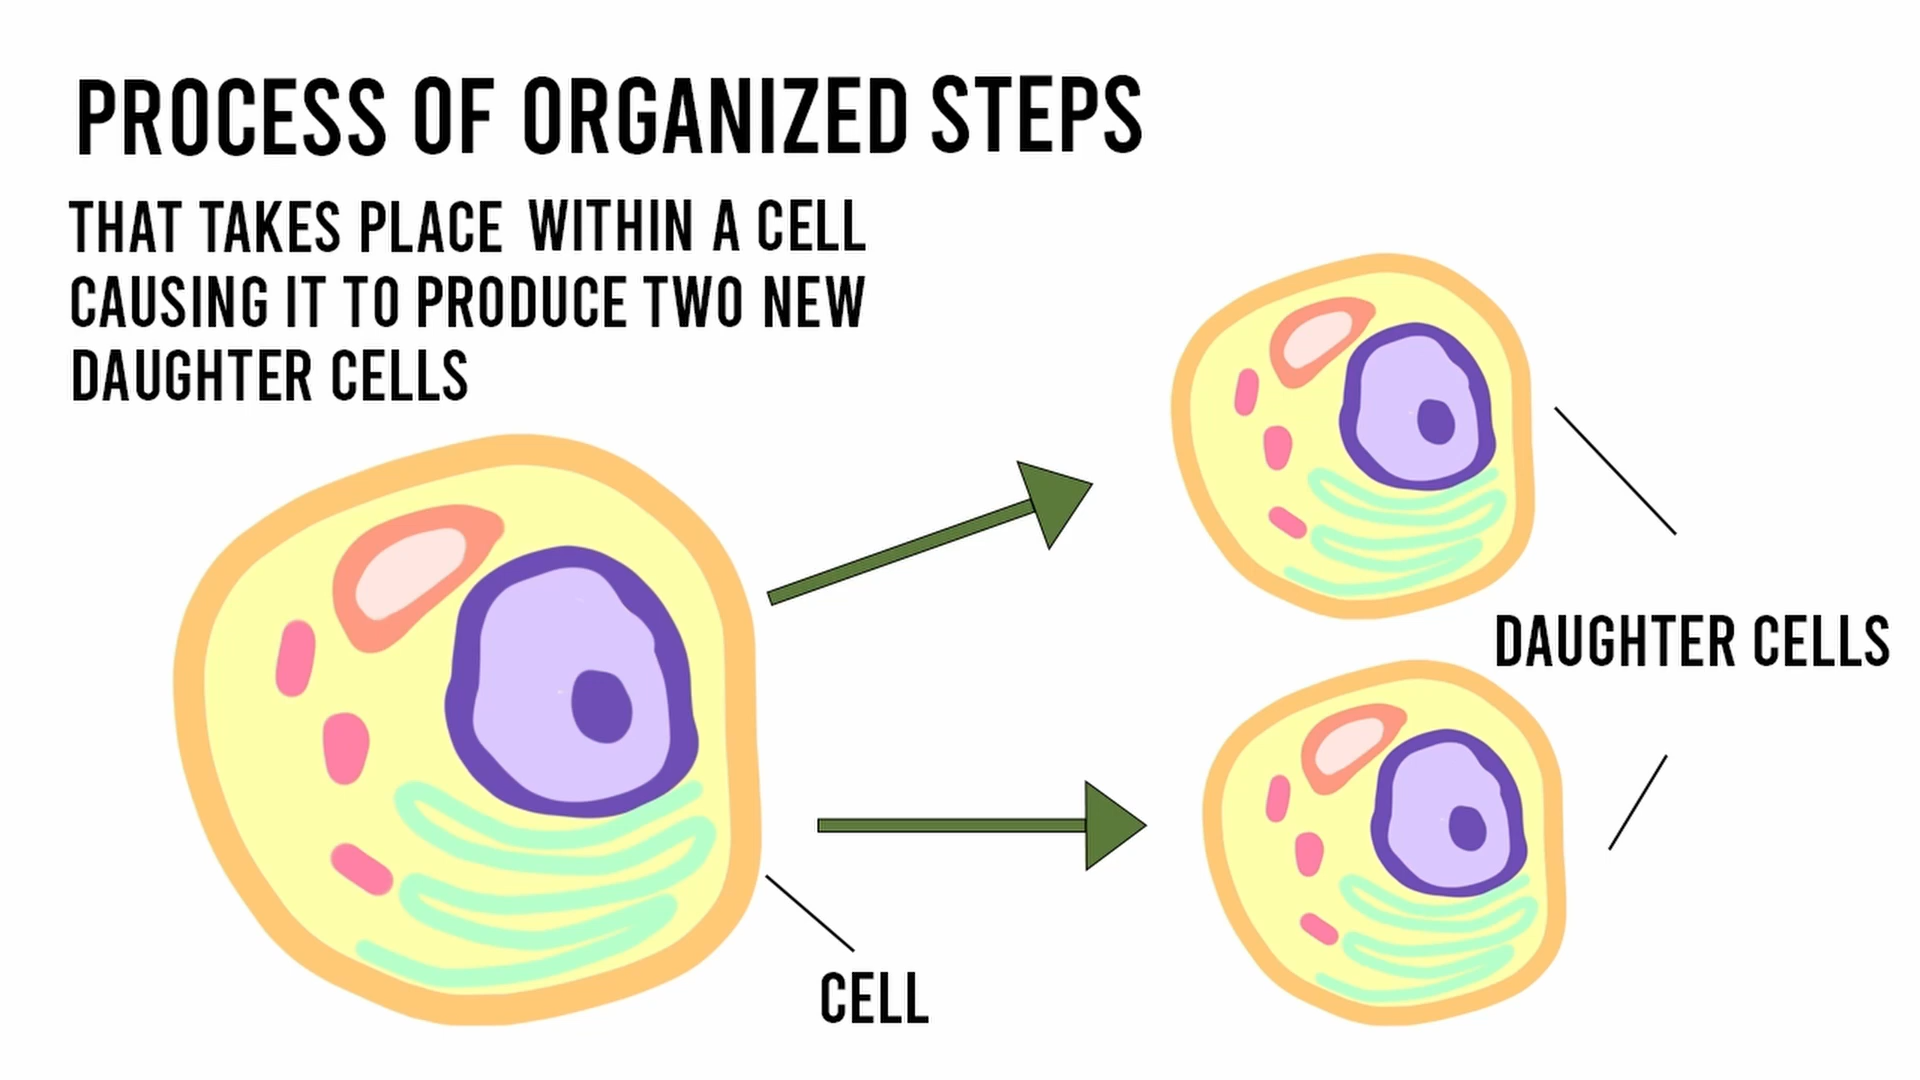 PROCESS OF ORGANIZED STEPS
THAT TAKES PLACE WITHIN A CELL
CAUSING IT TO PRODUCE TWO NEW
DAUGHTER CELLS
DAUGHTER CELLS
CELL